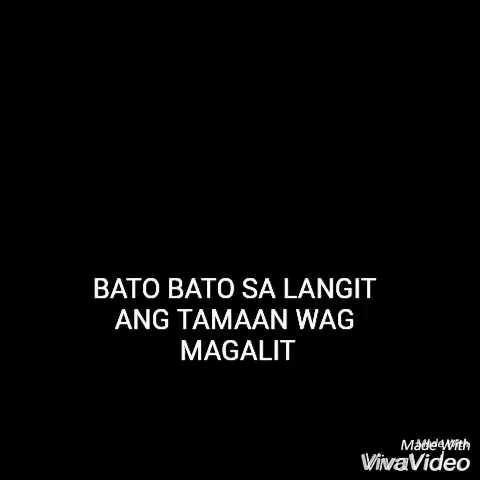 BATO BATO SA LANGIT
ANG TAMAAN WAG
MAGALIT
Made With
VivaVideo